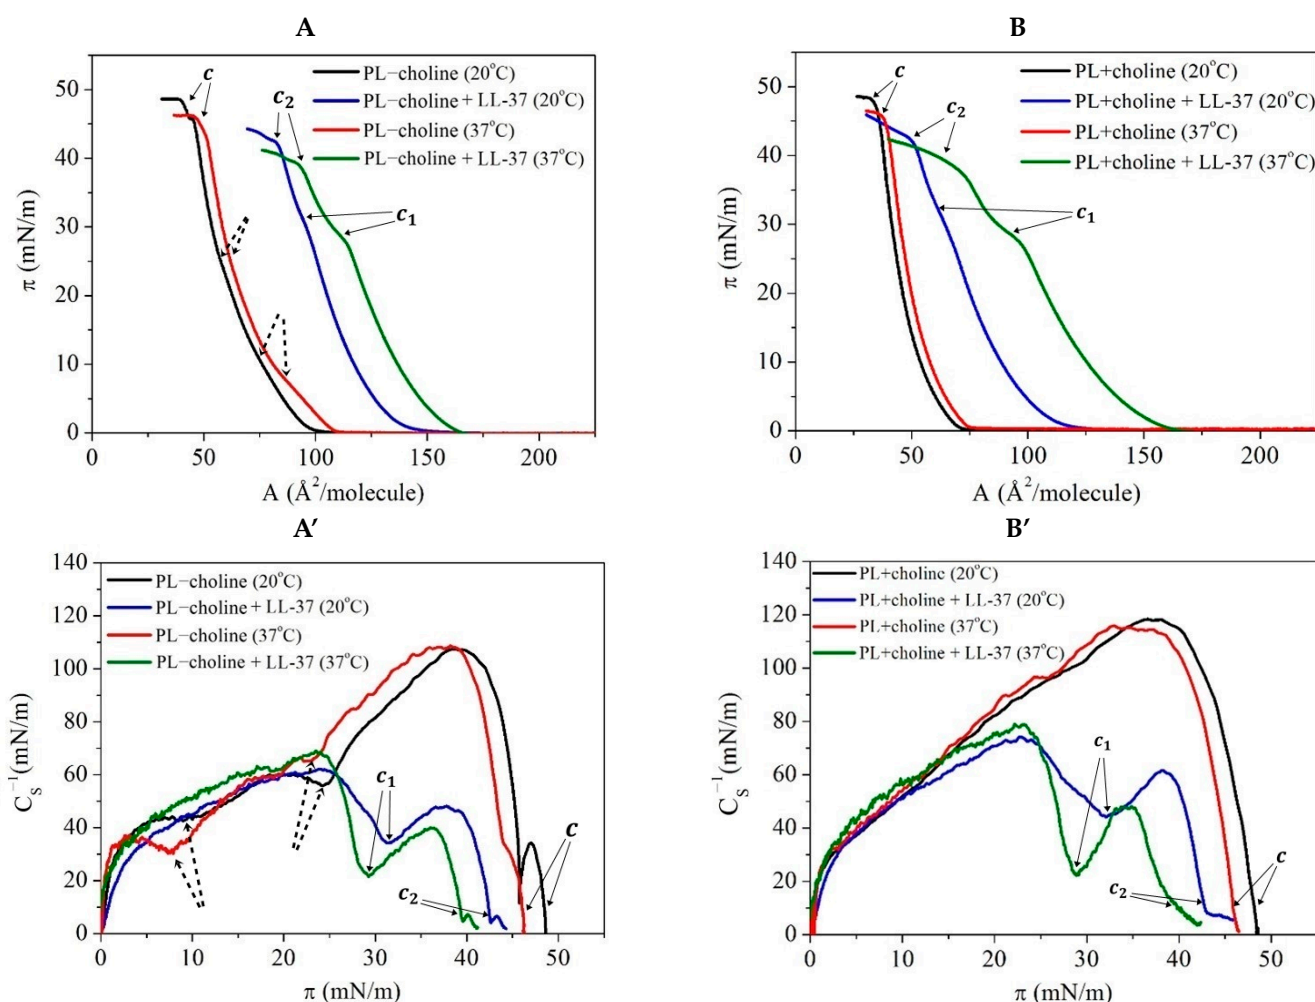 A
π (mN/m)
50
40
30
20
10
0
c
c₂
c₁
PL−choline (20°C)
PL−choline + LL-37 (20°C)
PL−choline (37°C)
PL−choline + LL-37 (37°C)
0 50 100 150 200
A (Å²/molecule)
B
π (mN/m)
50
40
30
20
10
0
c
c₂
c₁
PL+choline (20°C)
PL+choline + LL-37 (20°C)
PL+choline (37°C)
PL+choline + LL-37 (37°C)
0 50 100 150 200
A (Å²/molecule)
A′
Cₛ⁻¹(mN/m)
140
120
100
80
60
40
20
0
PL−choline (20°C)
PL−choline + LL-37 (20°C)
PL−choline (37°C)
PL−choline + LL-37 (37°C)
c₁
c₂
c
0 10 20 30 40 50
π (mN/m)
B′
Cₛ⁻¹(mN/m)
140
120
100
80
60
40
20
0
PL+choline (20°C)
PL+choline + LL-37 (20°C)
PL+choline (37°C)
PL+choline + LL-37 (37°C)
c₁
c₂
c
0 10 20 30 40 50
π (mN/m)